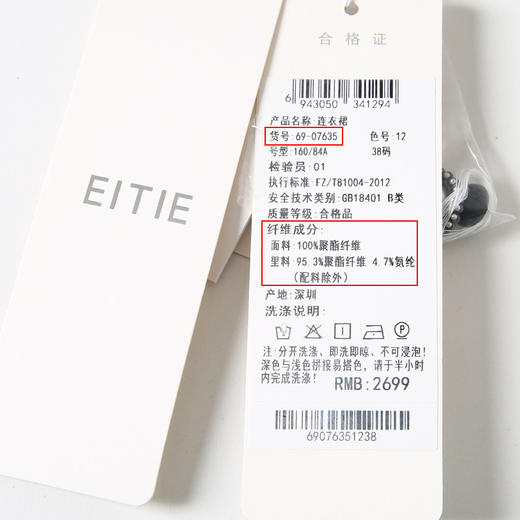 EITIE
合格证
6 943050 341294
产品名称:连衣裙
货号:69-07635 色号:12
号型:160/84A 38码
检验员:01
执行标准:FZ/T81004-2012
安全技术类别:GB18401 B类
质量等级:合格品
纤维成分:
面料:100%聚酯纤维
里料:95.3%聚酯纤维 4.7%氨纶
(配料除外)
产地:深圳
洗涤说明:
注:分开洗涤、即洗即晾、不可浸泡!
深色与浅色拼接易搭色,请于半小时
内完成洗涤!
RMB:2699
69076351238